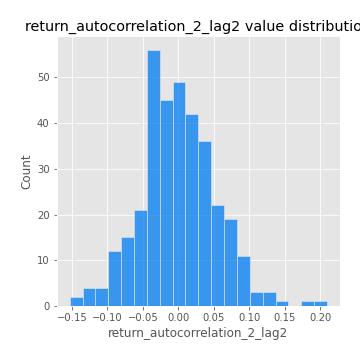 return_autocorrelation_2_lag2 value distributio
Count
50
40
30
20
10
0
−0.15 −0.10 −0.05 0.00 0.05 0.10 0.15 0.20
return_autocorrelation_2_lag2